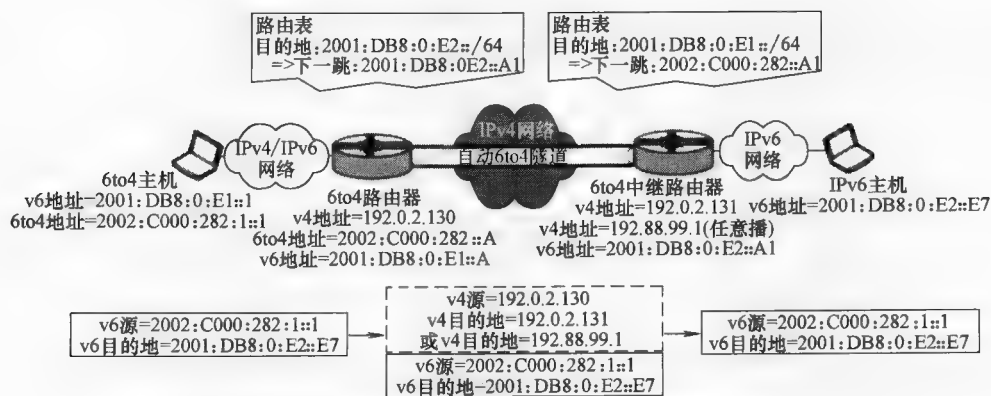 路由表
目的地:2001:DB8:0:E2::/64
=>下一跳:2001:DB8:0E2::A1
路由表
目的地:2001:DB8:0:E1::/64
=>下一跳:2002:C000:282::A1
IPv4/IPv6
网络
IPv4网络
自动6to4隧道
IPv6
网络
6to4主机
v6地址=2001:DB8:0:E1::1
6to4地址=2002:C000:282:1::1
6to4路由器
v4地址=192.0.2.130
6to4地址=2002:C000:282::A
v6地址=2001:DB8:0:E1::A
6to4中继路由器
v4地址=192.0.2.131
v4地址=192.88.99.1(任意播)
v6地址=2001:DB8:0:E2::A1
IPv6主机
v6地址=2001:DB8:0:E2::E7
v6源=2002:C000:282:1::1
v6目的地=2001:DB8:0:E2::E7
v4源=192.0.2.130
v4目的地=192.0.2.131
或v4目的地=192.88.99.1
v6源=2002:C000:282:1::1
v6目的地=2001:DB8:0:E2::E7
v6源=2002:C000:282:1::1
v6目的地=2001:DB8:0:E2::E7